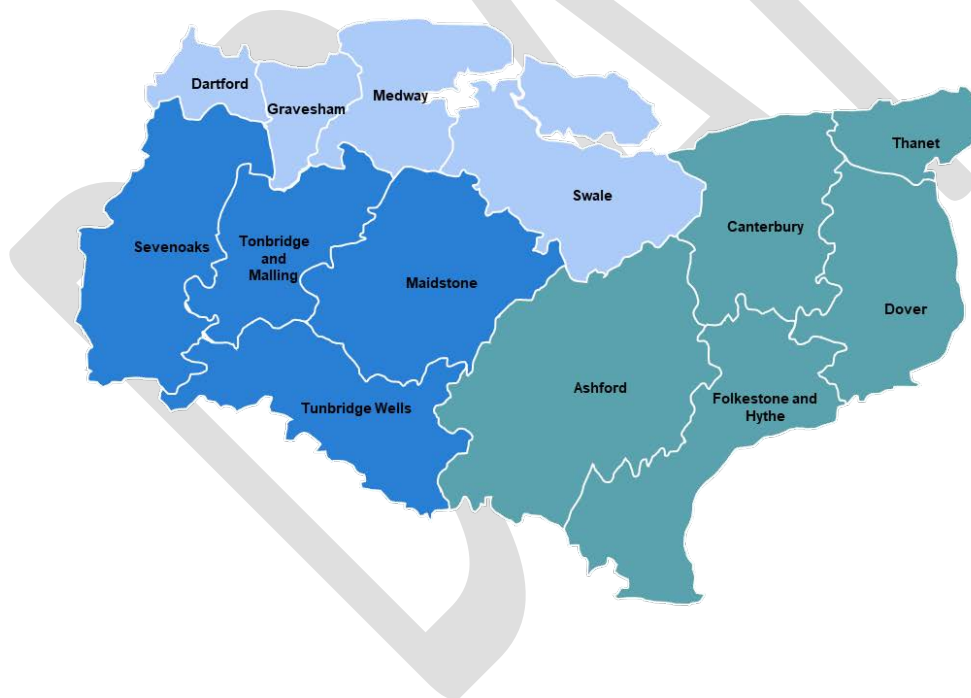 Dartford
Gravesham
Medway
Thanet
Swale
Canterbury
Sevenoaks
Tonbridge
and
Malling
Maidstone
Dover
Ashford
Folkestone and
Hythe
Tunbridge Wells